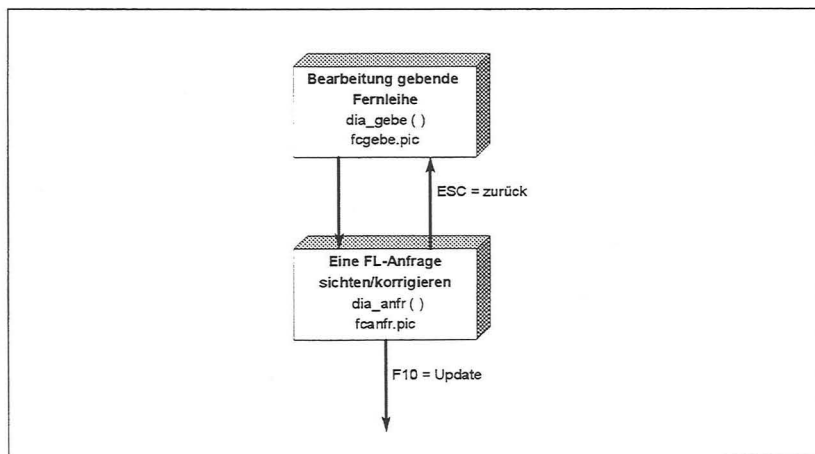 Bearbeitung gebende
Fernleihe
dia_gebe ( )
fcgebe.pic
ESC = zurück
Eine FL-Anfrage
sichten/korrigieren
dia_anfr ( )
fcanfr.pic
F10 = Update